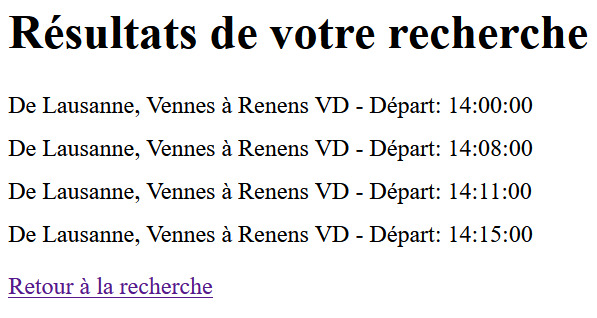 Résultats de votre recherche
De Lausanne, Vennes à Renens VD - Départ: 14:00:00
De Lausanne, Vennes à Renens VD - Départ: 14:08:00
De Lausanne, Vennes à Renens VD - Départ: 14:11:00
De Lausanne, Vennes à Renens VD - Départ: 14:15:00
Retour à la recherche